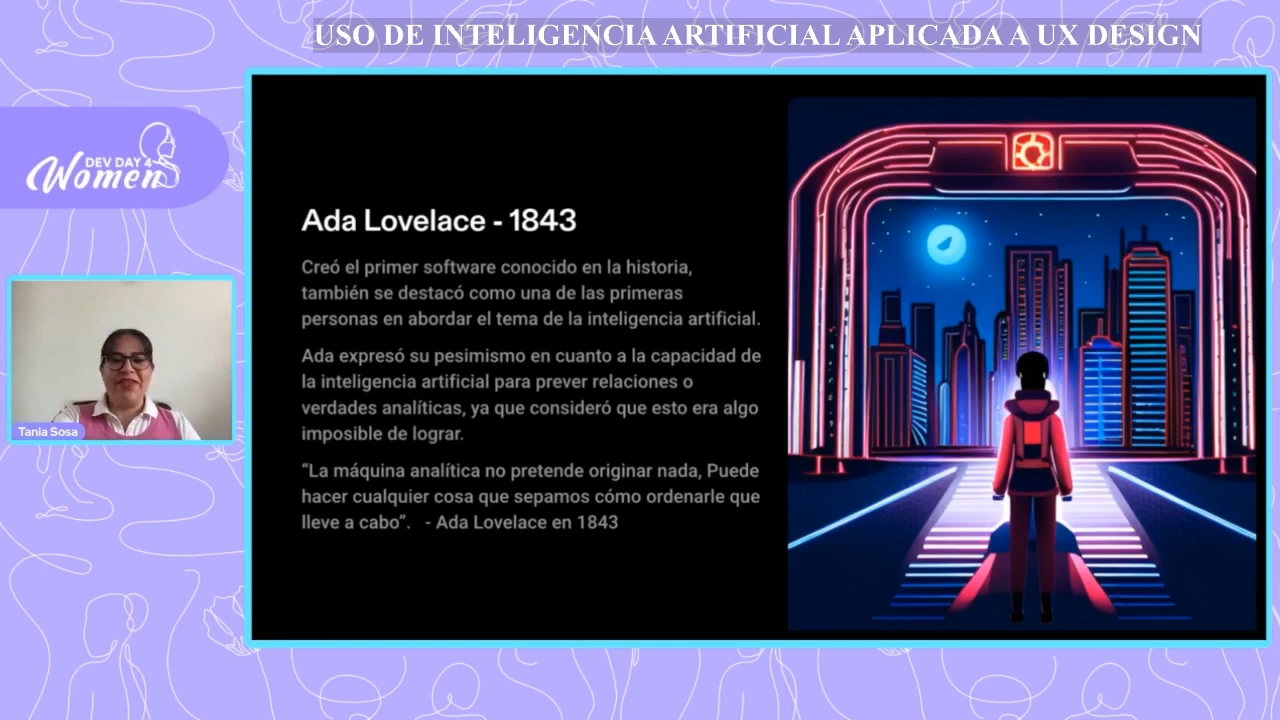 USO DE INTELIGENCIA ARTIFICIAL APLICADA A UX DESIGN
DEV DAY 4
Women
Tania Sosa
Ada Lovelace - 1843
Creó el primer software conocido en la historia,
también se destacó como una de las primeras
personas en abordar el tema de la inteligencia artificial.
Ada expresó su pesimismo en cuanto a la capacidad de
la inteligencia artificial para prever relaciones o
verdades analíticas, ya que consideró que esto era algo
imposible de lograr.
“La máquina analítica no pretende originar nada, Puede
hacer cualquier cosa que sepamos cómo ordenarle que
lleve a cabo”. - Ada Lovelace en 1843